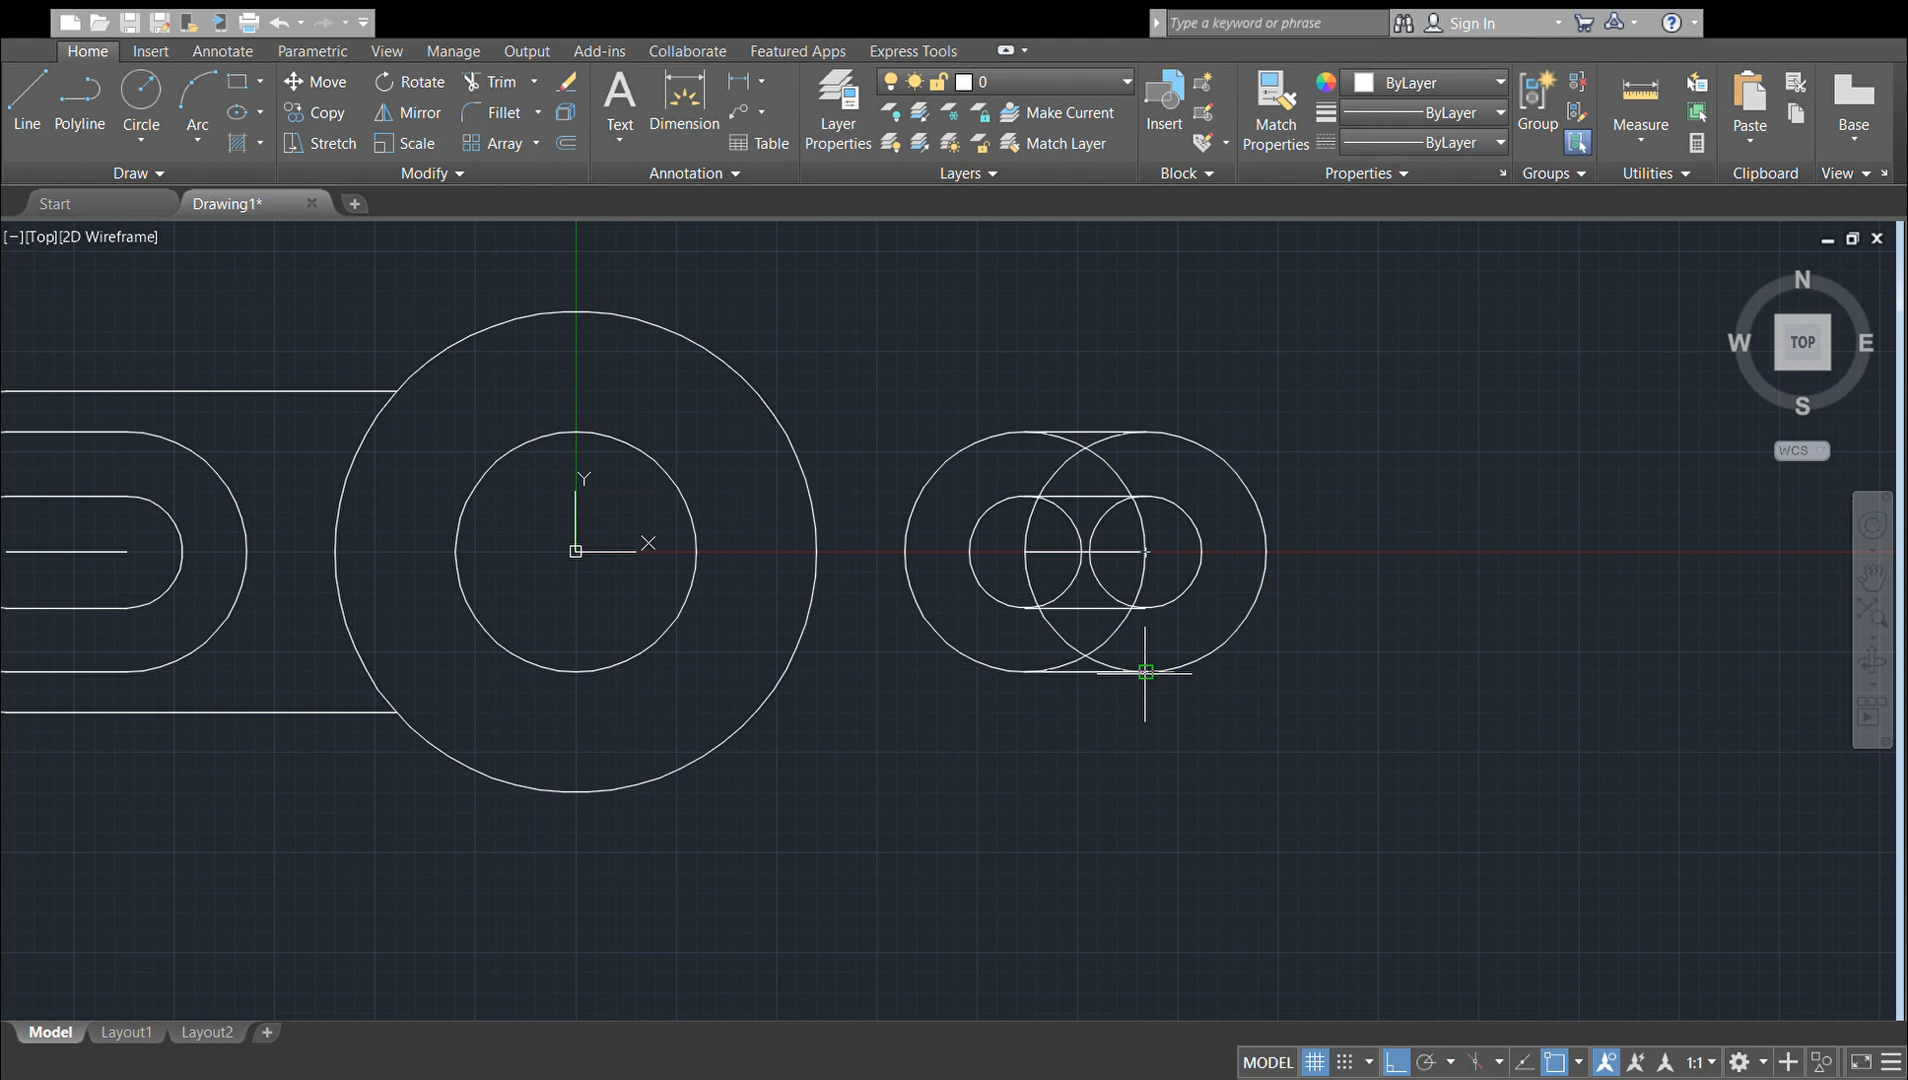 Type a keyword or phrase
Sign In
Home Insert Annotate Parametric View Manage Output Add-ins Collaborate Featured Apps Express Tools
Line
Polyline
Circle
Arc
Move
Copy
Stretch
Rotate
Mirror
Scale
Trim
Fillet
Array
Text
Dimension
Table
Layer
Properties
0
Make Current
Match Layer
Insert
Match
Properties
ByLayer
ByLayer
ByLayer
Group
Measure
Paste
Base
Draw
Modify
Annotation
Layers
Block
Properties
Groups
Utilities
Clipboard
View
Start
Drawing1*
[−][Top][2D Wireframe]
N
W
TOP
E
S
WCS
Y
X
Model Layout1 Layout2
MODEL
1:1